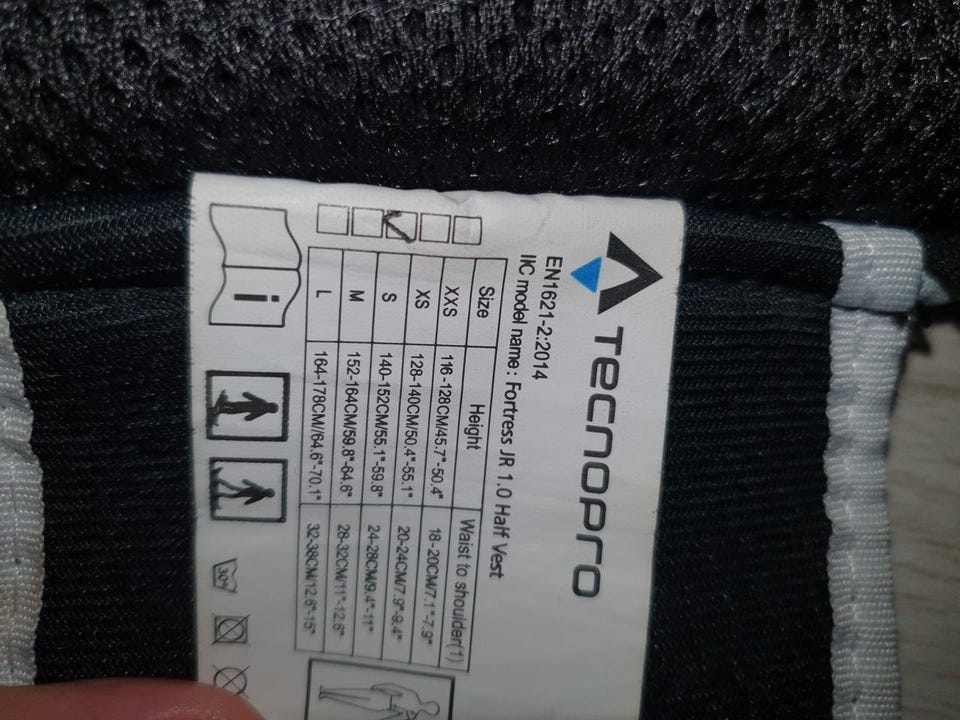 TECNOPRO
EN1621-2:2014
IIC model name: Fortress JR 1.0 Half Vest
Size Height Waist to shoulder(1)
XXS 116-128CM/45.7"-50.4" 18-20CM/7.1"-7.9"
XS 128-140CM/50.4"-55.1" 20-24CM/7.9"-9.4"
S 140-152CM/55.1"-59.8" 24-28CM/9.4"-11"
M 152-164CM/59.8"-64.6" 28-32CM/11"-12.6"
L 164-178CM//64.6"-70.1" 32-38CM/12.6"-15"
i
30°